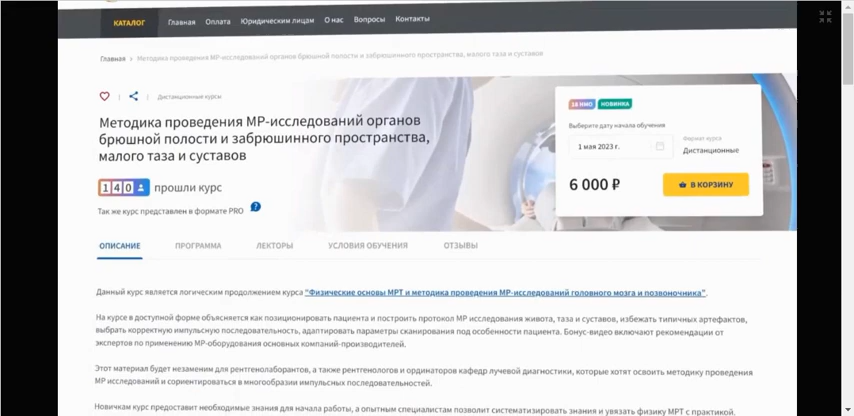 КАТАЛОГ Главная Оплата Юридическим лицам О нас Вопросы Контакты
Главная › Методика проведения МР-исследований органов брюшной полости и забрюшинного пространства, малого таза и суставов
Дистанционные курсы
Методика проведения МР-исследований органов
брюшной полости и забрюшинного пространства,
малого таза и суставов
140 прошли курс
Так же курс представлен в формате PRO ?
18 НМО НОВИНКА
Выберите дату начала обучения
Формат курса
1 мая 2023 г.
Дистанционные
6 000 ₽ В КОРЗИНУ
ОПИСАНИЕ ПРОГРАММА ЛЕКТОРЫ УСЛОВИЯ ОБУЧЕНИЯ ОТЗЫВЫ
Данный курс является логическим продолжением курса "Физические основы МРТ и методика проведения МР-исследований головного мозга и позвоночника".
На курсе в доступной форме объясняется как позиционировать пациента и построить протокол МР исследования живота, таза и суставов, избежать типичных артефактов,
выбрать корректную импульсную последовательность, адаптировать параметры сканирования под особенности пациента. Бонус-видео включают рекомендации от
экспертов по применению МР-оборудования основных компаний-производителей.
Этот материал будет незаменим для рентгенолаборантов, а также рентгенологов и ординаторов кафедр лучевой диагностики, которые хотят освоить методику проведения
МР исследований и сориентироваться в многообразии импульсных последовательностей.
Новичкам курс предоставит необходимые знания для начала работы, а опытным специалистам позволит систематизировать знания и увязать физику МРТ с практикой.